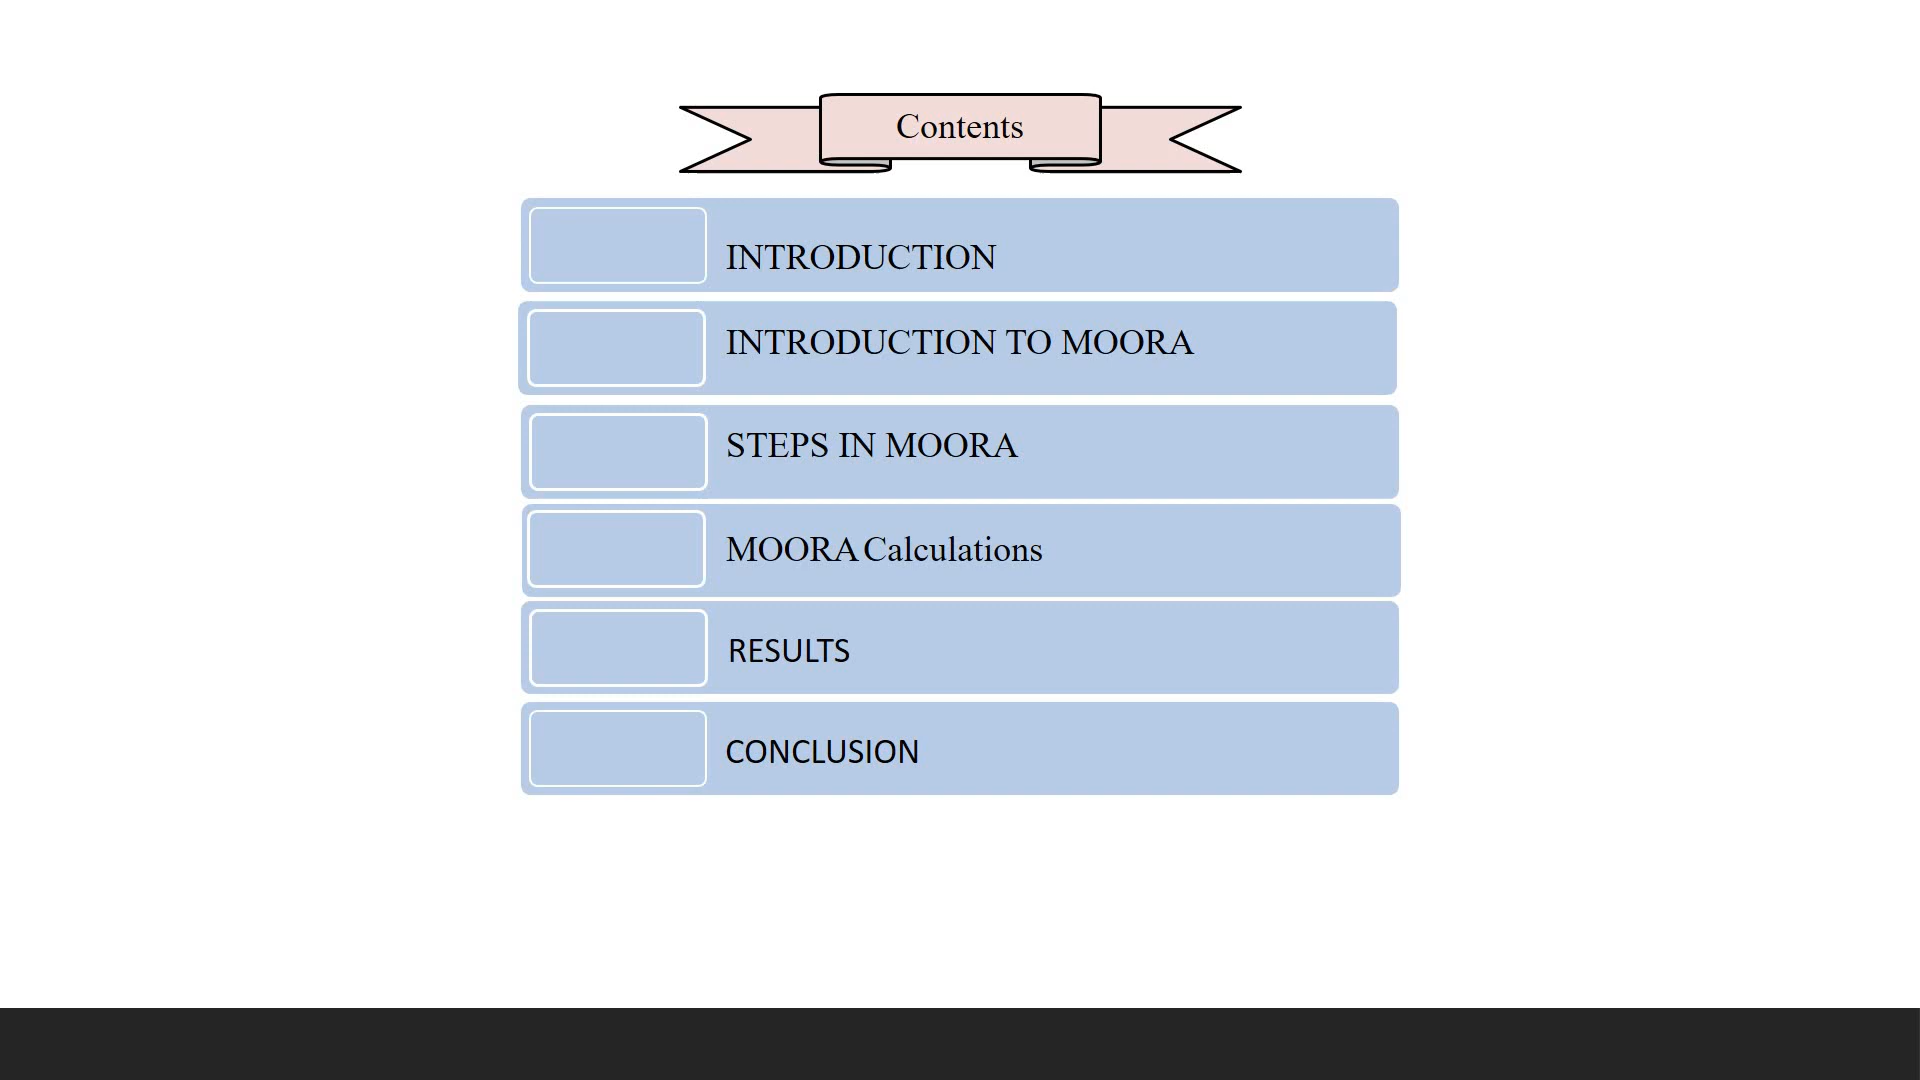 Contents
INTRODUCTION
INTRODUCTION TO MOORA
STEPS IN MOORA
MOORA Calculations
RESULTS
CONCLUSION